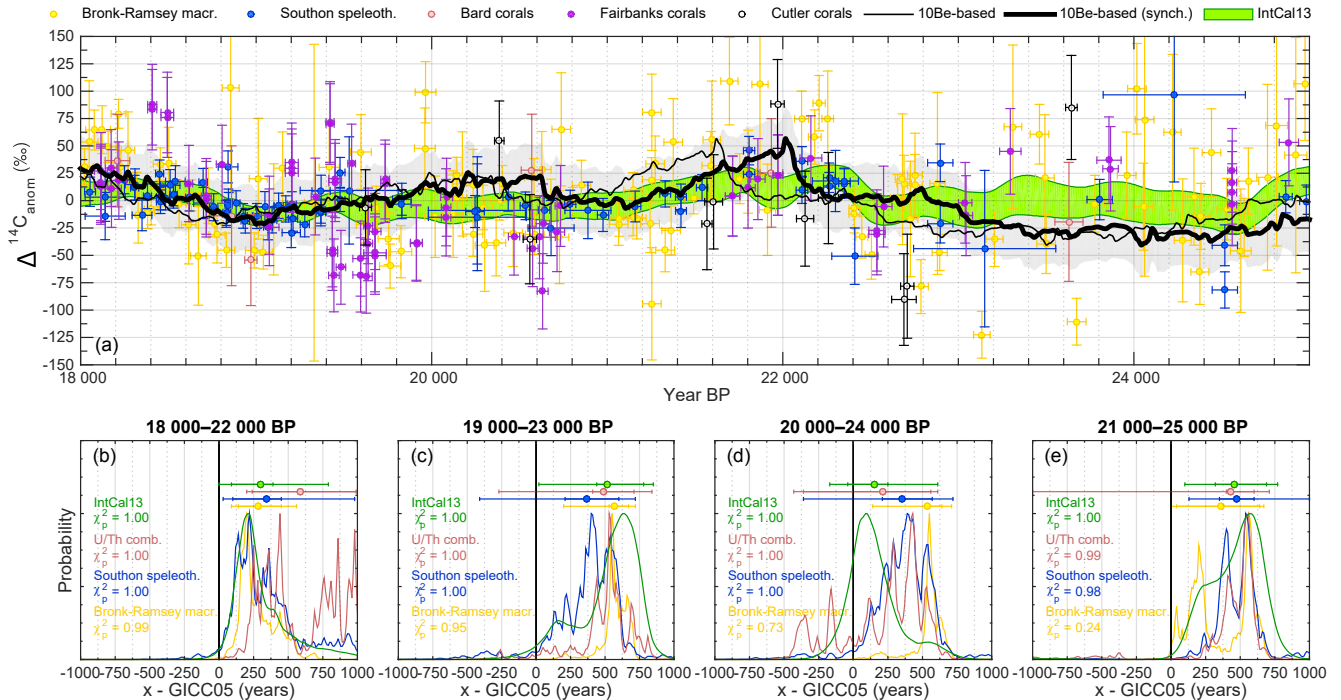 Bronk-Ramsey macr. Southon speleoth. Bard corals Fairbanks corals Cutler corals 10Be-based 10Be-based (synch.) IntCal13
150
125
100
75
50
25
0
-25
-50
-75
-100
-125
-150
Δ 14C anom (‰)
(a)
18 000 20 000 22 000 24 000
Year BP
18 000–22 000 BP
(b)
IntCal13
χ²p = 1.00
U/Th comb.
χ²p = 1.00
Southon speleoth.
χ²p = 1.00
Bronk-Ramsey macr.
χ²p = 0.99
Probability
-1000 -750 -500 -250 0 250 500 750 1000
x - GICC05 (years)
19 000–23 000 BP
(c)
IntCal13
χ²p = 1.00
U/Th comb.
χ²p = 1.00
Southon speleoth.
χ²p = 1.00
Bronk-Ramsey macr.
χ²p = 0.95
-1000 -750 -500 -250 0 250 500 750 1000
x - GICC05 (years)
20 000–24 000 BP
(d)
IntCal13
χ²p = 1.00
U/Th comb.
χ²p = 1.00
Southon speleoth.
χ²p = 1.00
Bronk-Ramsey macr.
χ²p = 0.73
-1000 -750 -500 -250 0 250 500 750 1000
x - GICC05 (years)
21 000–25 000 BP
(e)
IntCal13
χ²p = 1.00
U/Th comb.
χ²p = 0.99
Southon speleoth.
χ²p = 0.98
Bronk-Ramsey macr.
χ²p = 0.24
-1000 -750 -500 -250 0 250 500 750 1000
x - GICC05 (years)